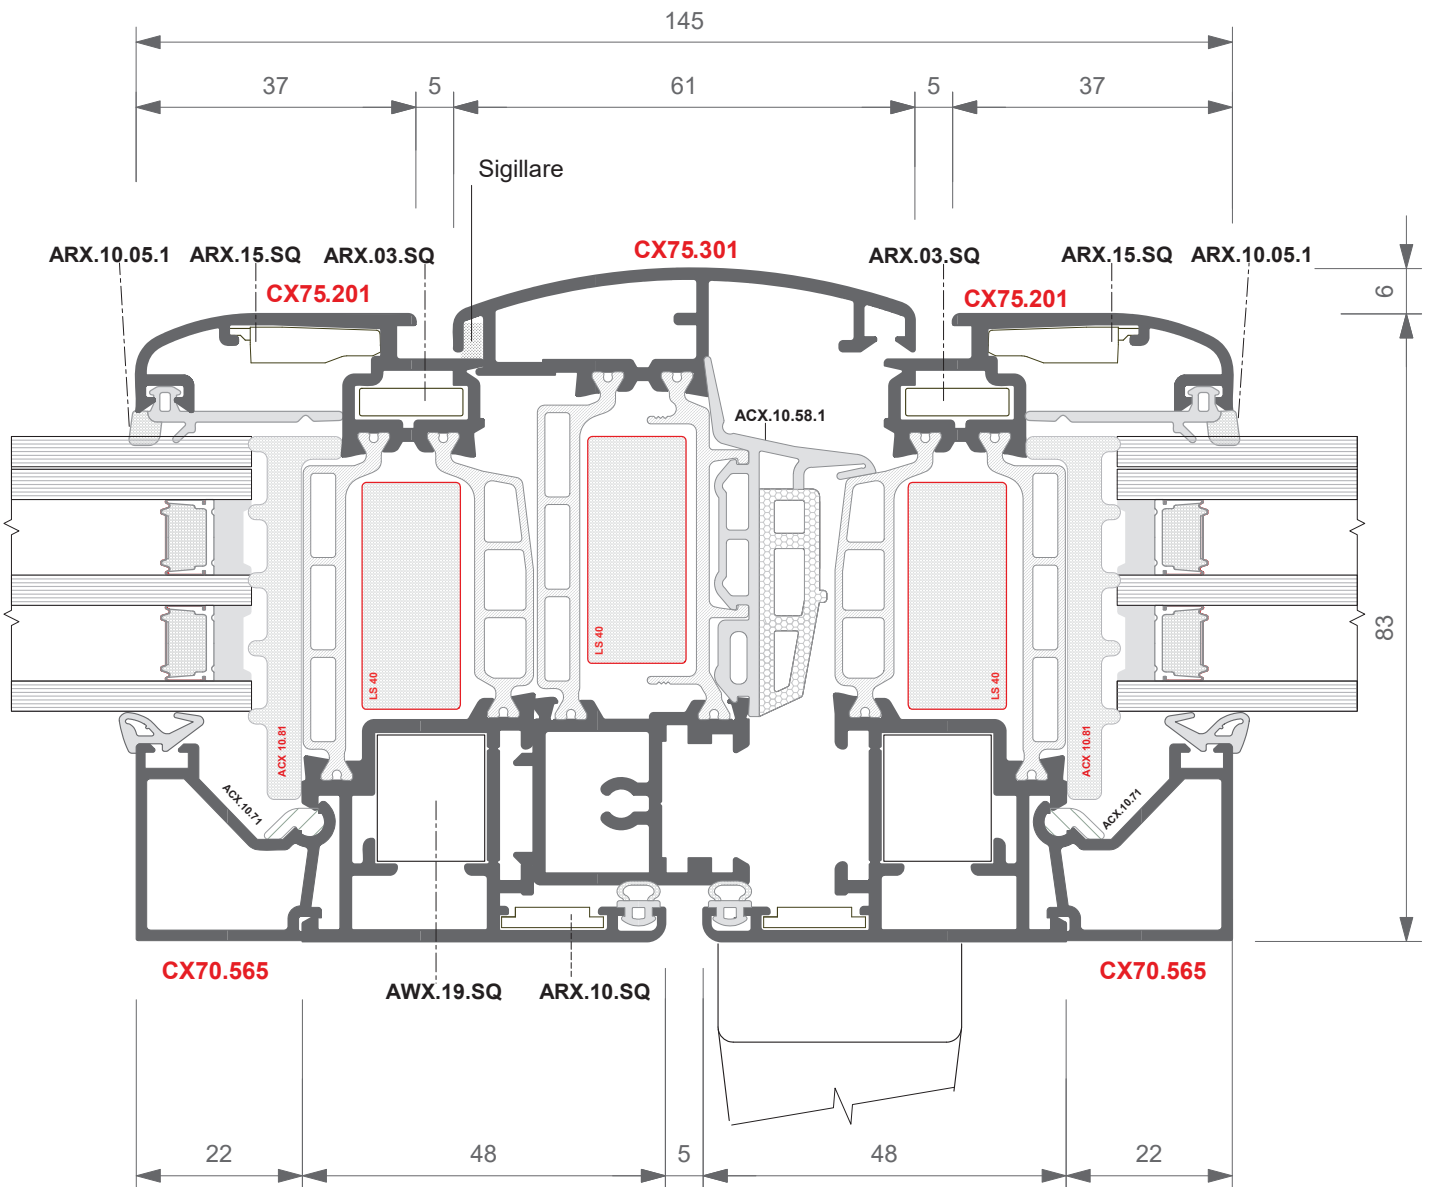 145
37 5 61 5 37
Sigillare
ARX.10.05.1 ARX.15.SQ ARX.03.SQ CX75.301 ARX.03.SQ ARX.15.SQ ARX.10.05.1
CX75.201 CX75.201
6
ACX.10.58.1
83
LS 40
LS 40
LS 40
ACX 10.81
ACX 10.81
ACX.10.71
ACX.10.71
CX70.565 CX70.565
AWX.19.SQ ARX.10.SQ
22 48 5 48 22